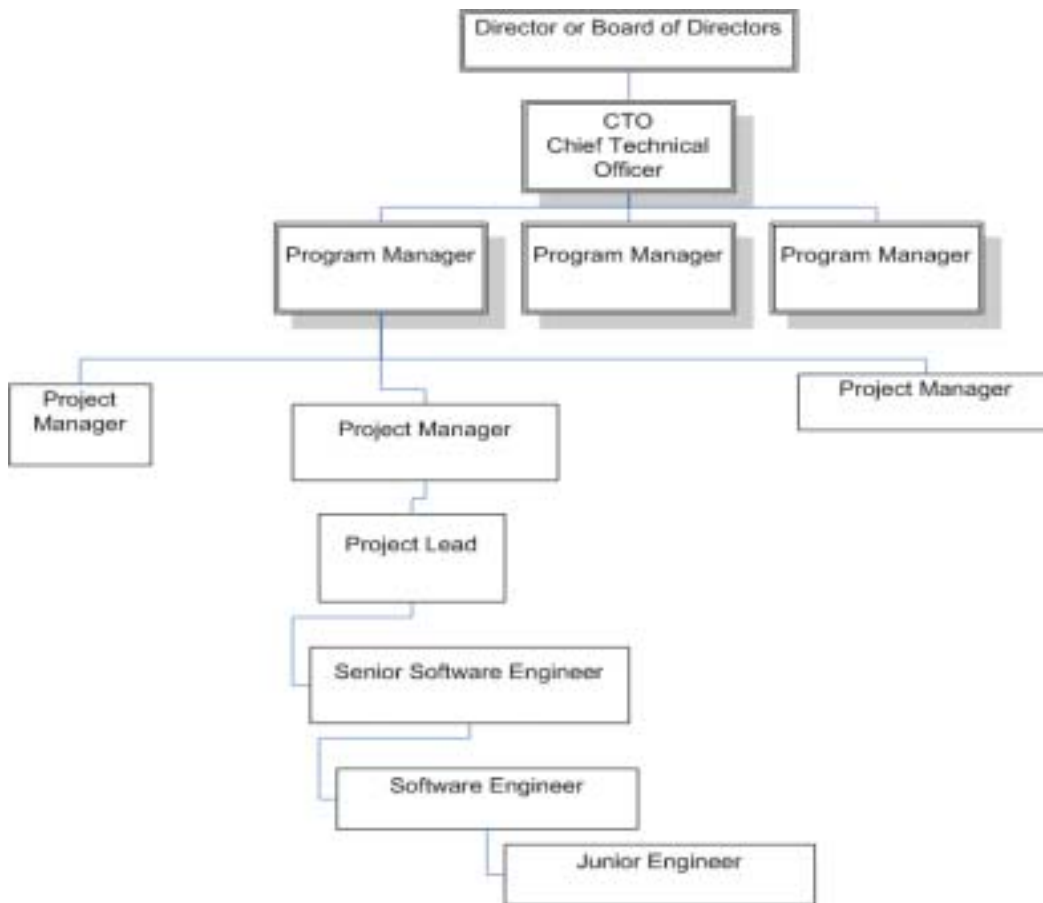 Director or Board of Directors
CTO
Chief Technical
Officer
Program Manager
Program Manager
Program Manager
Project
Manager
Project Manager
Project Manager
Project Lead
Senior Software Engineer
Software Engineer
Junior Engineer